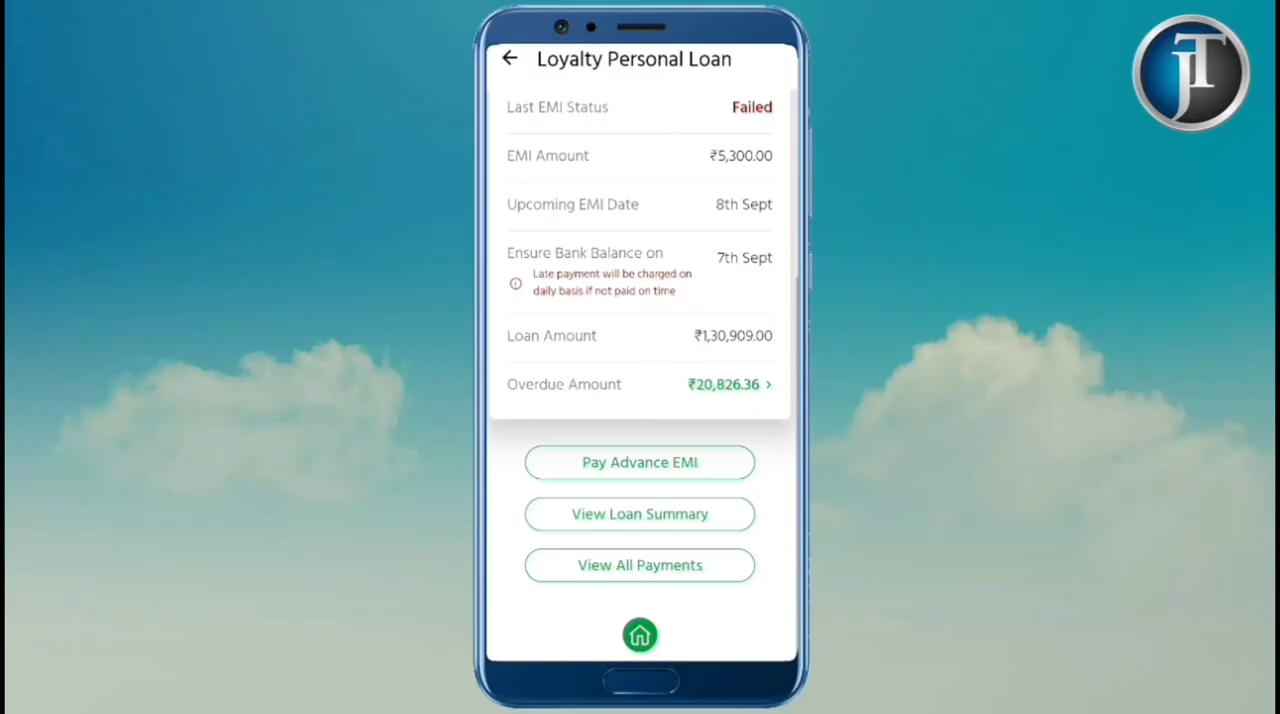 JT
Loyalty Personal Loan
Last EMI Status Failed
EMI Amount ₹5,300.00
Upcoming EMI Date 8th Sept
Ensure Bank Balance on 7th Sept
Late payment will be charged on
daily basis if not paid on time
Loan Amount ₹1,30,909.00
Overdue Amount ₹20,826.36 >
Pay Advance EMI
View Loan Summary
View All Payments